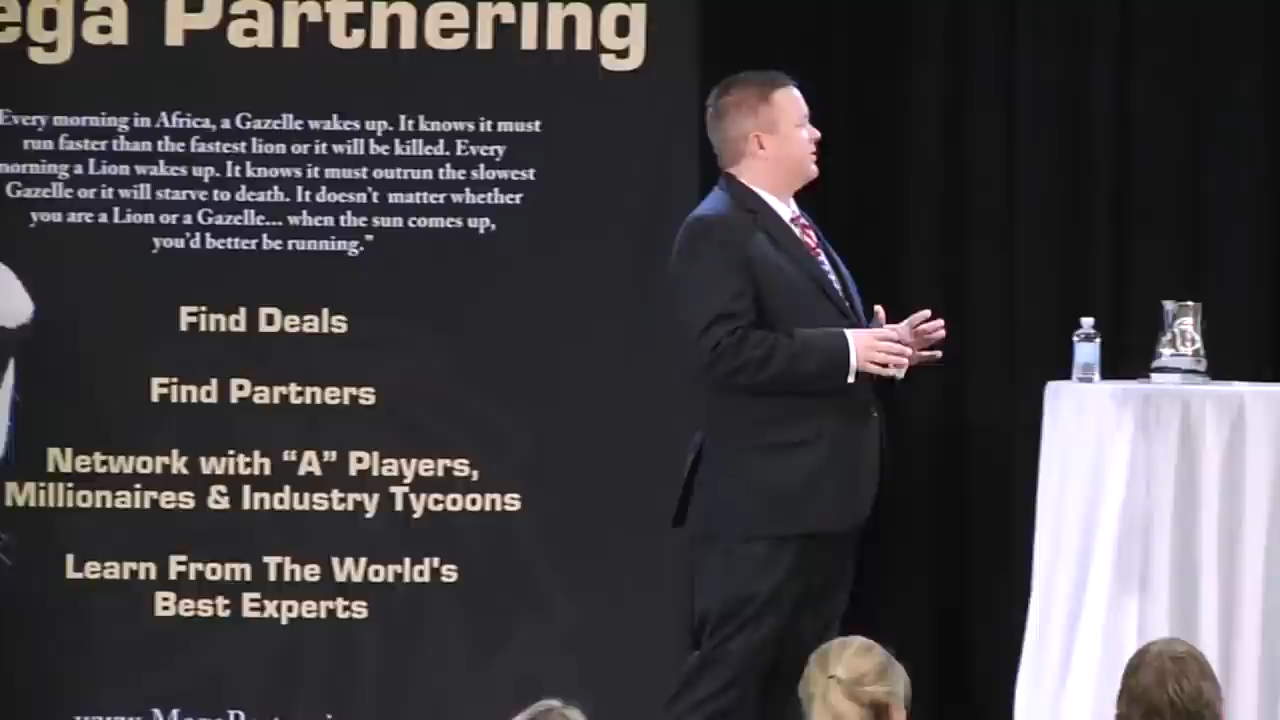 ega Partnering
Every morning in Africa, a Gazelle wakes up. It knows it must
run faster than the fastest lion or it will be killed. Every
morning a Lion wakes up. It knows it must outrun the slowest
Gazelle or it will starve to death. It doesn't matter whether
you are a Lion or a Gazelle... when the sun comes up,
you'd better be running."
Find Deals
Find Partners
Network with “A” Players,
Millionaires & Industry Tycoons
Learn From The World's
Best Experts